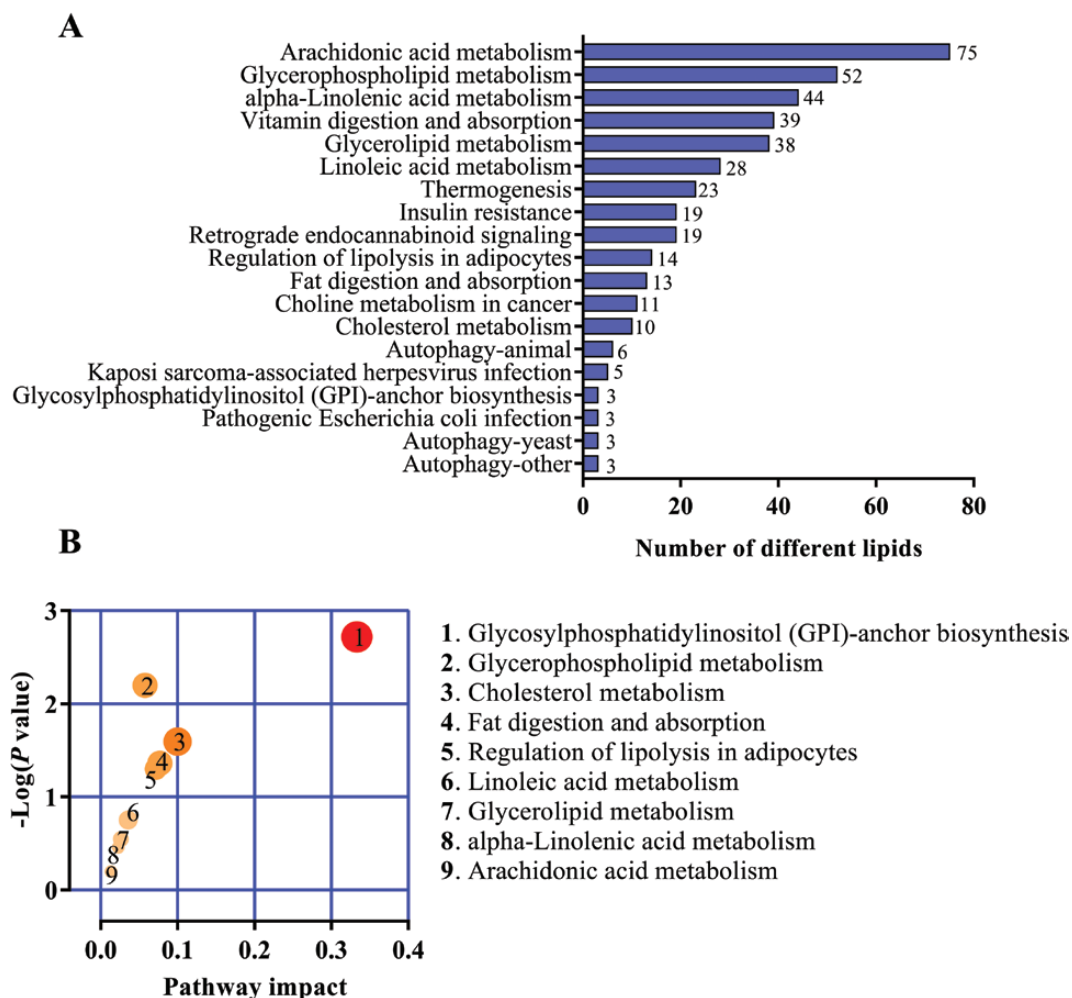 A
Arachidonic acid metabolism 75
Glycerophospholipid metabolism 52
alpha-Linolenic acid metabolism 44
Vitamin digestion and absorption 39
Glycerolipid metabolism 38
Linoleic acid metabolism 28
Thermogenesis 23
Insulin resistance 19
Retrograde endocannabinoid signaling 19
Regulation of lipolysis in adipocytes 14
Fat digestion and absorption 13
Choline metabolism in cancer 11
Cholesterol metabolism 10
Autophagy-animal 6
Kaposi sarcoma-associated herpesvirus infection 5
Glycosylphosphatidylinositol (GPI)-anchor biosynthesis 3
Pathogenic Escherichia coli infection 3
Autophagy-yeast 3
Autophagy-other 3
0 20 40 60 80
Number of different lipids
B
-Log(P value)
3
2
1
0
1
2
3
4
5
6
7
8
9
0.0 0.1 0.2 0.3 0.4
Pathway impact
1. Glycosylphosphatidylinositol (GPI)-anchor biosynthesis
2. Glycerophospholipid metabolism
3. Cholesterol metabolism
4. Fat digestion and absorption
5. Regulation of lipolysis in adipocytes
6. Linoleic acid metabolism
7. Glycerolipid metabolism
8. alpha-Linolenic acid metabolism
9. Arachidonic acid metabolism